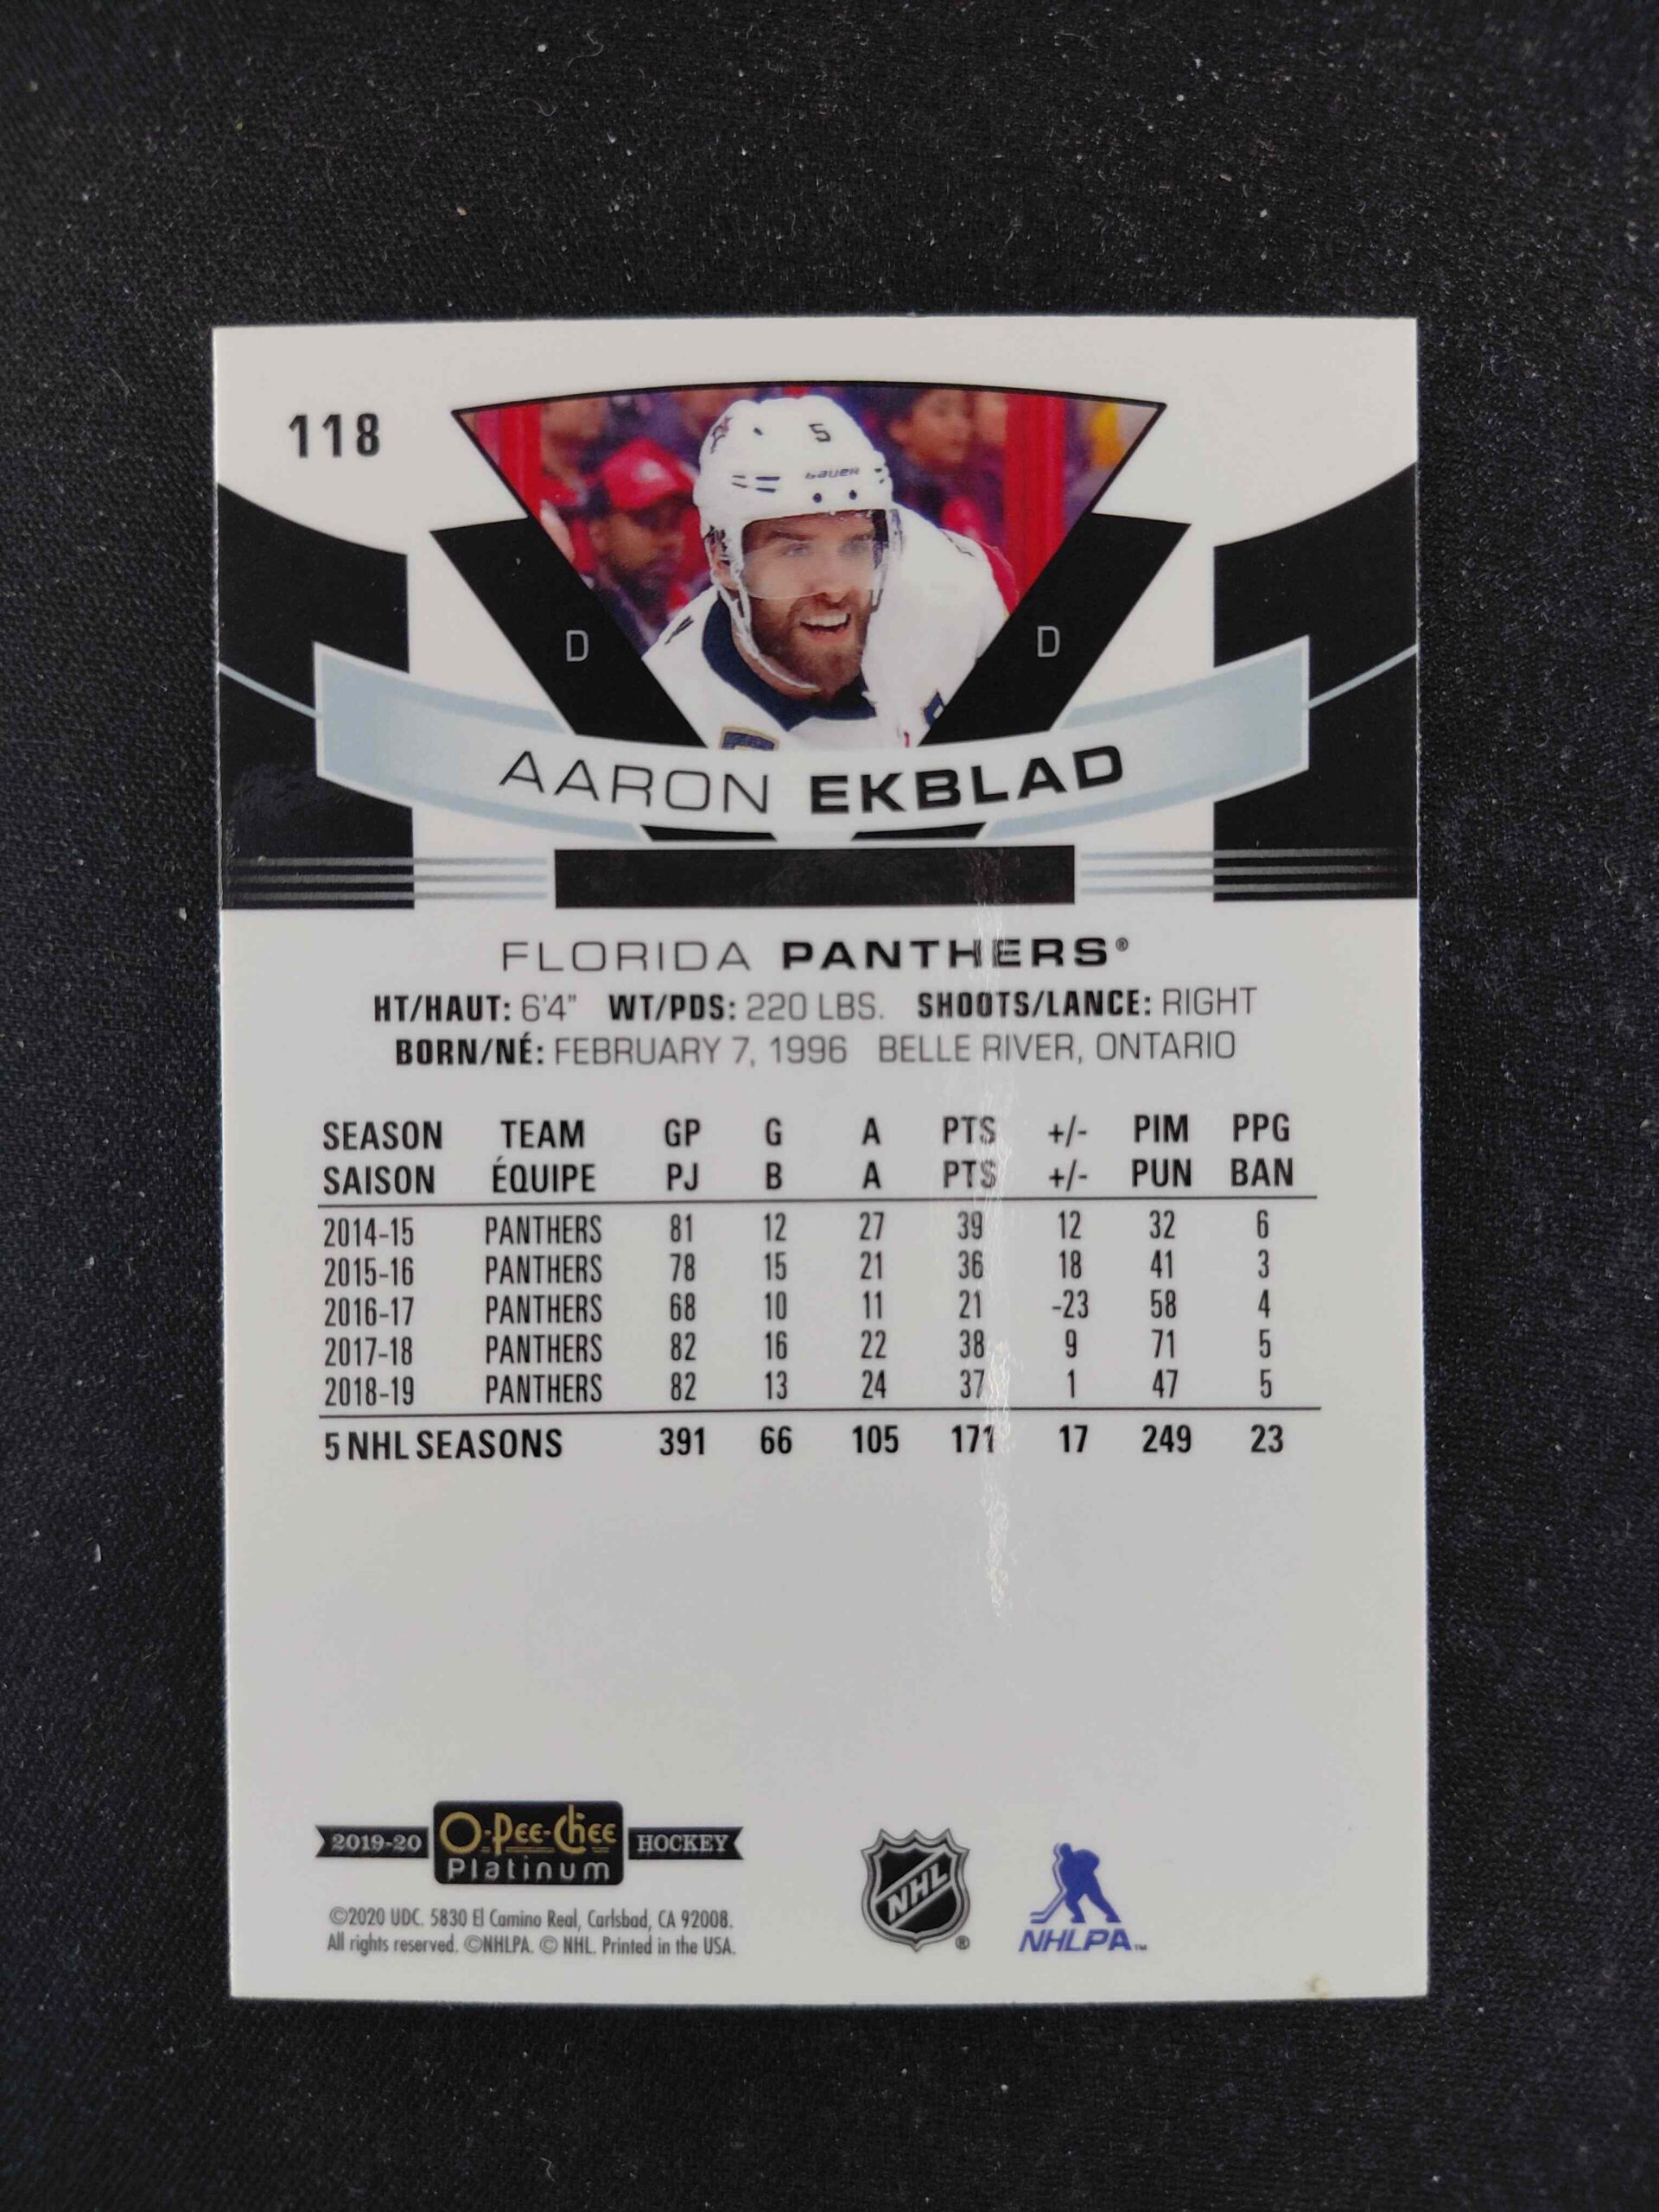 118
5
BAUER
D
D
AARON EKBLAD
FLORIDA PANTHERS®
HT/HAUT: 6'4" WT/PDS: 220 LBS. SHOOTS/LANCE: RIGHT
BORN/NÉ: FEBRUARY 7, 1996 BELLE RIVER, ONTARIO
SEASON TEAM GP G A PTS +/- PIM PPG
SAISON ÉQUIPE PJ B A PTS +/- PUN BAN
2014-15 PANTHERS 81 12 27 39 12 32 6
2015-16 PANTHERS 78 15 21 36 18 41 3
2016-17 PANTHERS 68 10 11 21 -23 58 4
2017-18 PANTHERS 82 16 22 38 9 71 5
2018-19 PANTHERS 82 13 24 37 1 47 5
5 NHL SEASONS 391 66 105 171 17 249 23
2019-20 O-Pee-Chee HOCKEY
Platinum
©2020 UDC. 5830 El Camino Real, Carlsbad, CA 92008.
All rights reserved. ©NHLPA. © NHL. Printed in the USA.
NHL ®
NHLPA™